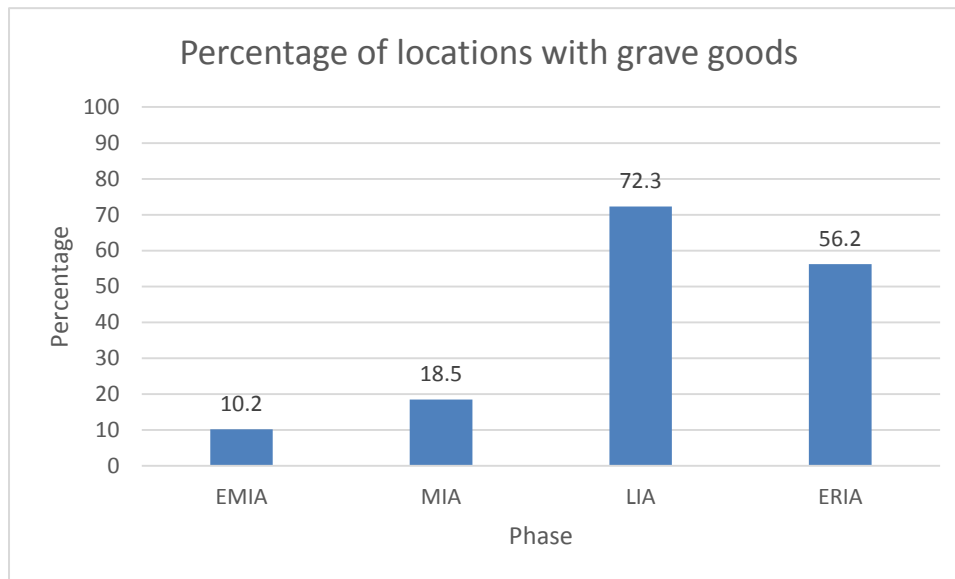 Percentage of locations with grave goods
Percentage
100
90
80
70
60
50
40
30
20
10
0
10.2
18.5
72.3
56.2
EMIA
MIA
LIA
ERIA
Phase